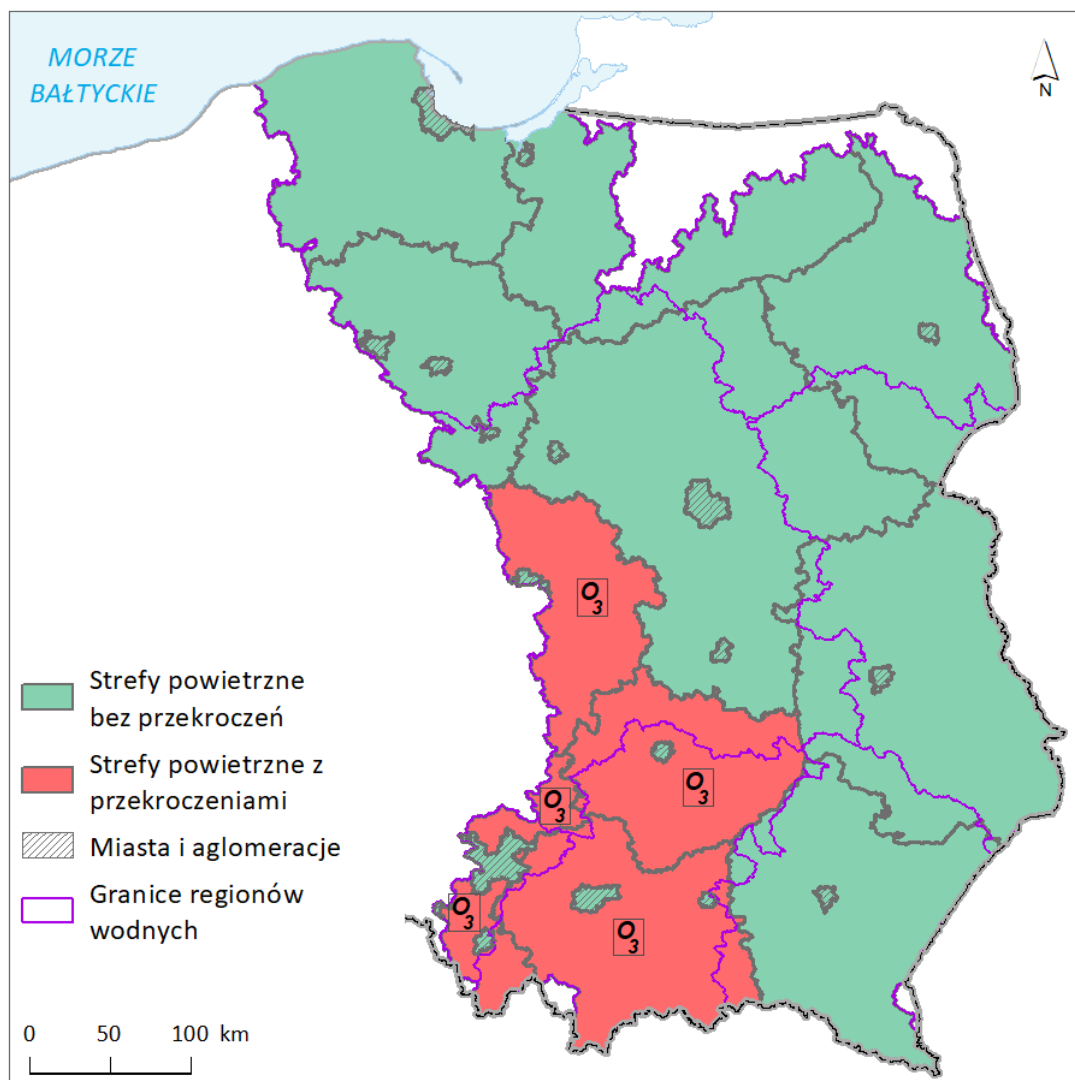 MORZE
BAŁTYCKIE
N
O3
O3
O3
O3
O3
Strefy powietrzne
bez przekroczeń
Strefy powietrzne z
przekroczeniami
Miasta i aglomeracje
Granice regionów
wodnych
0 50 100 km